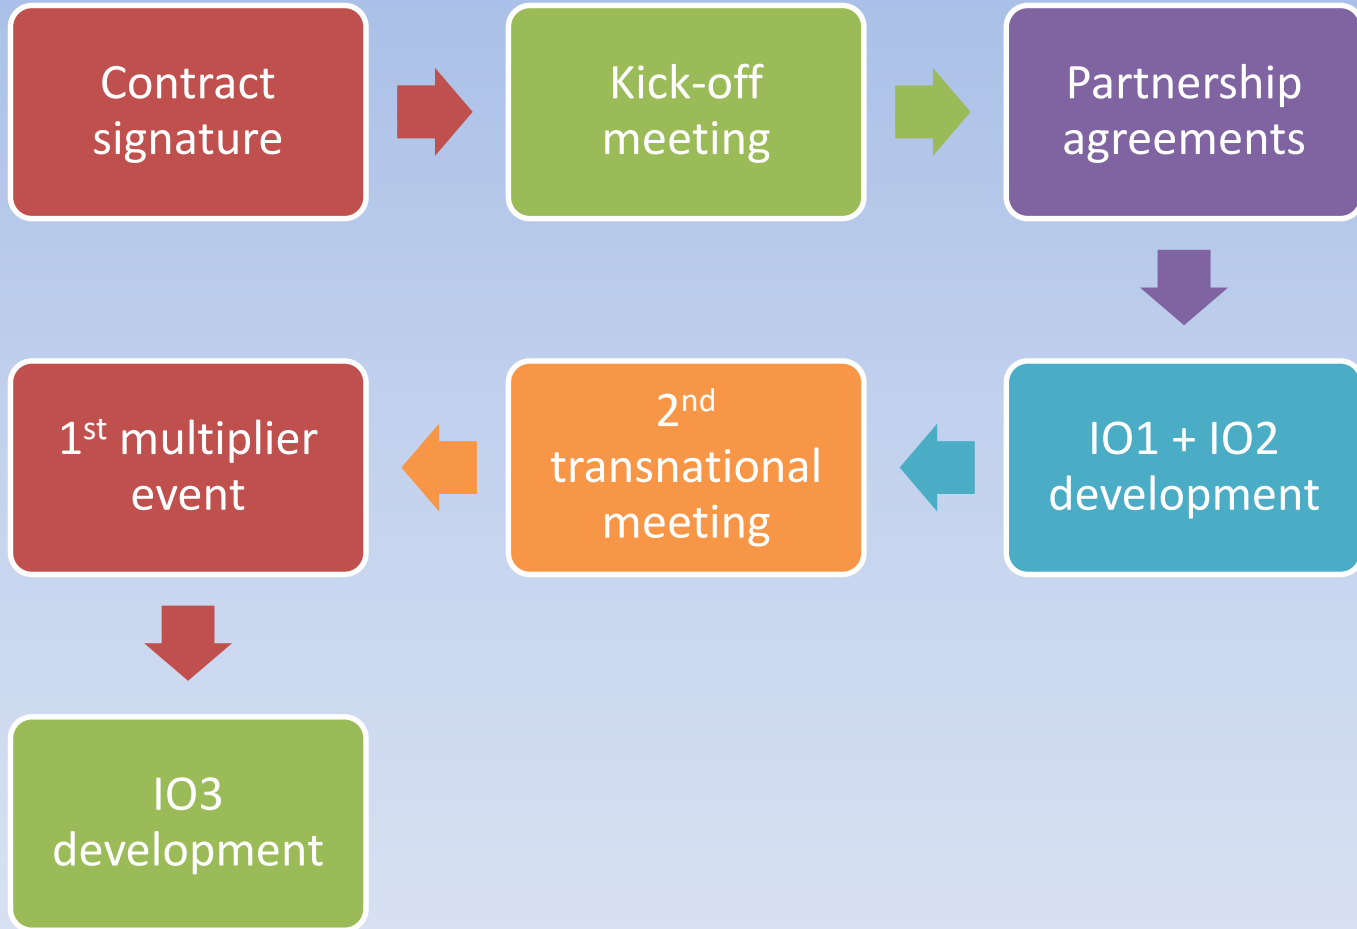 Contract
signature
Kick-off
meeting
Partnership
agreements
IO1 + IO2
development
2nd
transnational
meeting
1st multiplier
event
IO3
development